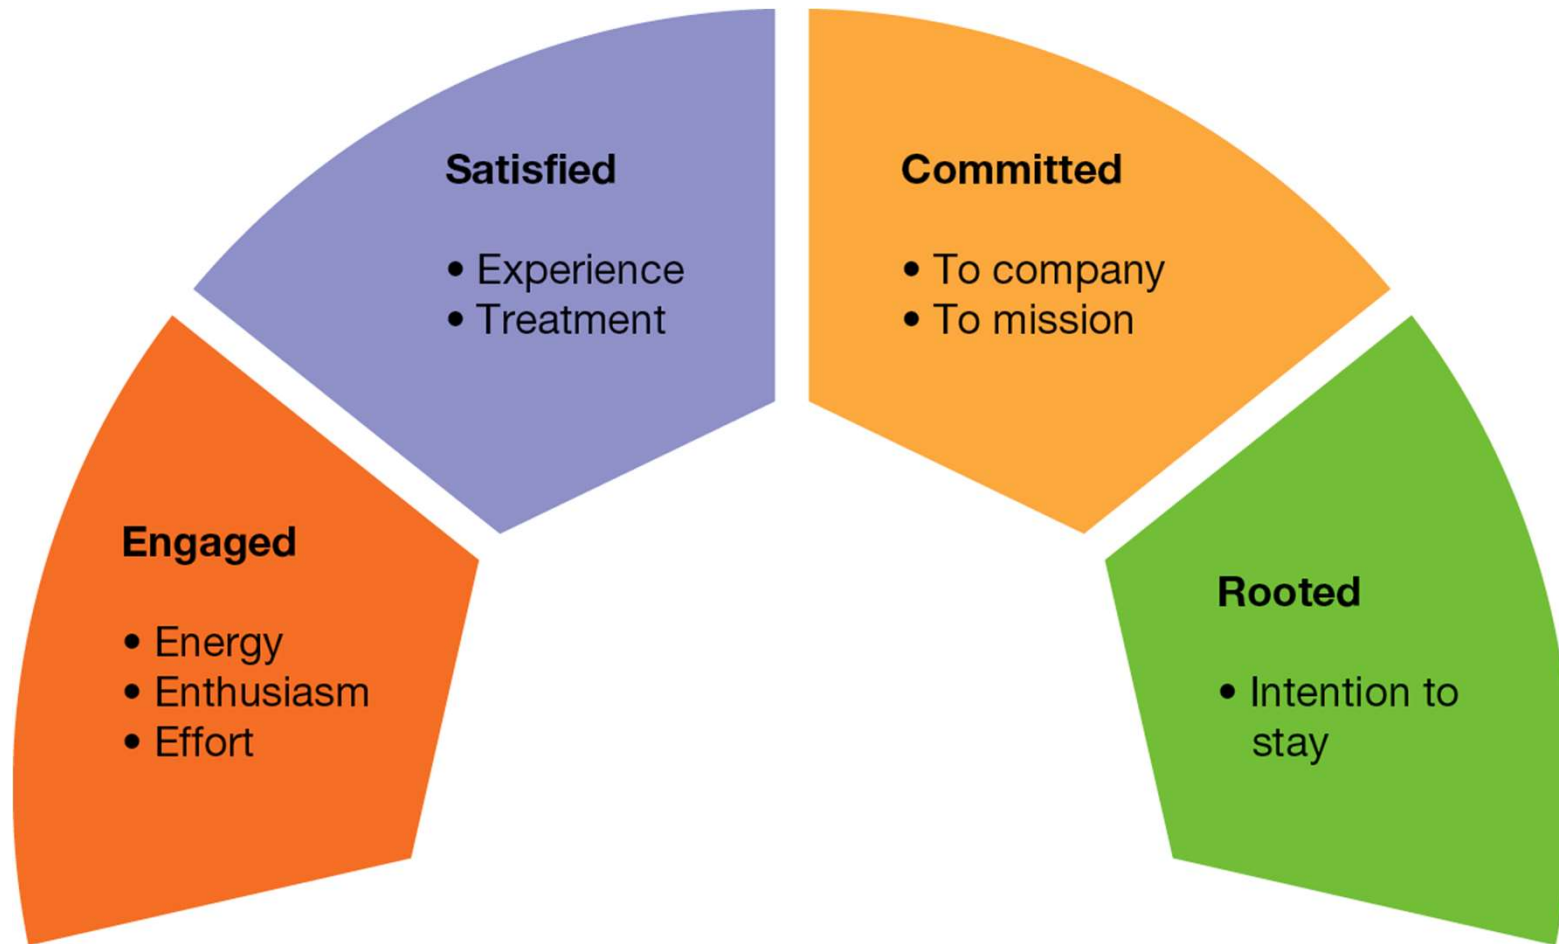 Satisfied
• Experience
• Treatment
Committed
• To company
• To mission
Engaged
• Energy
• Enthusiasm
• Effort
Rooted
• Intention to
stay